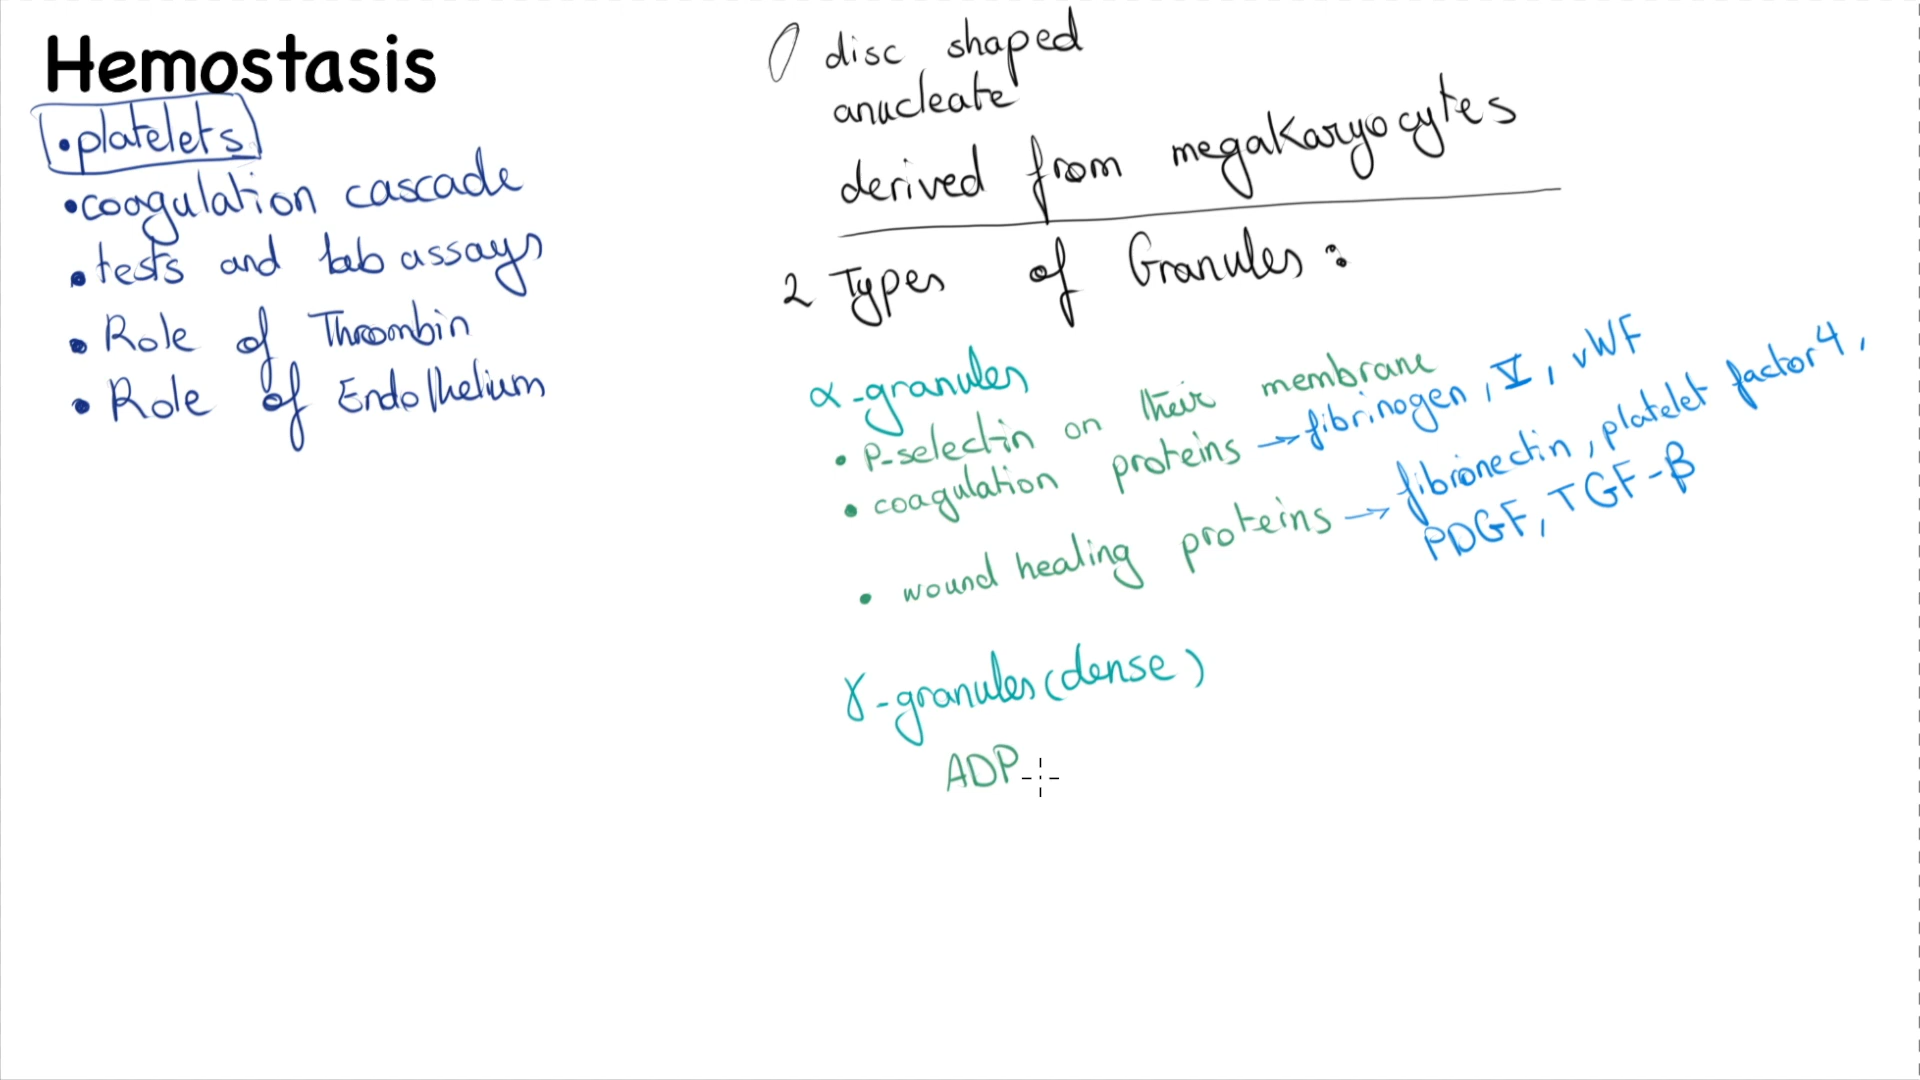 Hemostasis
•platelets
•coagulation cascade
•tests and lab assays
•Role of Thrombin
•Role of Endothelium
disc shaped
anucleate
derived from megakaryocytes
2 Types of Granules:
α-granules
•P-selectin on their membrane
•coagulation proteins → fibrinogen, V, vWF
•wound healing proteins → fibronectin, platelet factor 4,
PDGF, TGF-β
γ-granules (dense)
ADP